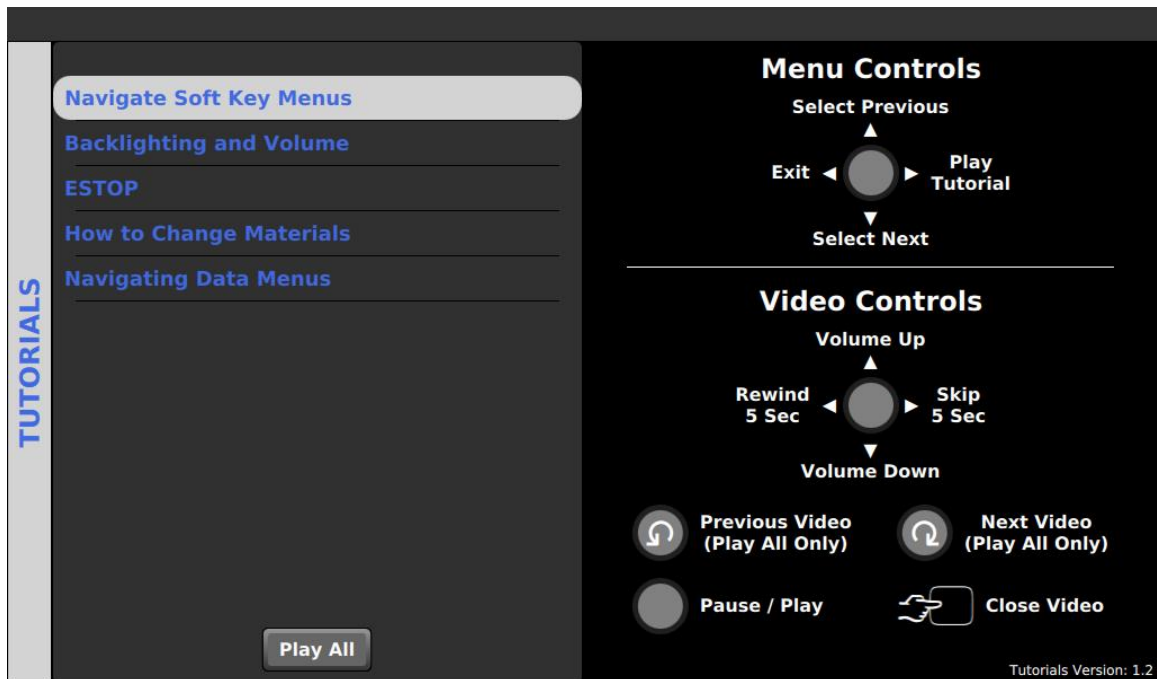 TUTORIALS
Navigate Soft Key Menus
Backlighting and Volume
ESTOP
How to Change Materials
Navigating Data Menus
Play All
Menu Controls
Select Previous
Exit
Play
Tutorial
Select Next
Video Controls
Volume Up
Rewind
5 Sec
Skip
5 Sec
Volume Down
Previous Video
(Play All Only)
Next Video
(Play All Only)
Pause / Play
Close Video
Tutorials Version: 1.2